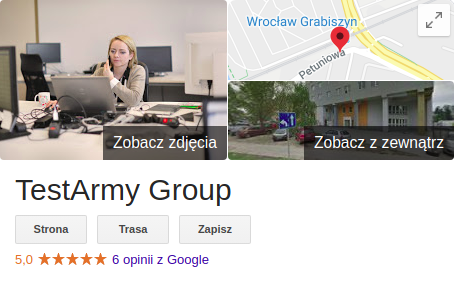 Wrocław Grabiszyn
Petuniowa
Zobacz zdjęcia
Zobacz z zewnątrz
TestArmy Group
Strona
Trasa
Zapisz
5,0 ★★★★★ 6 opinii z Google